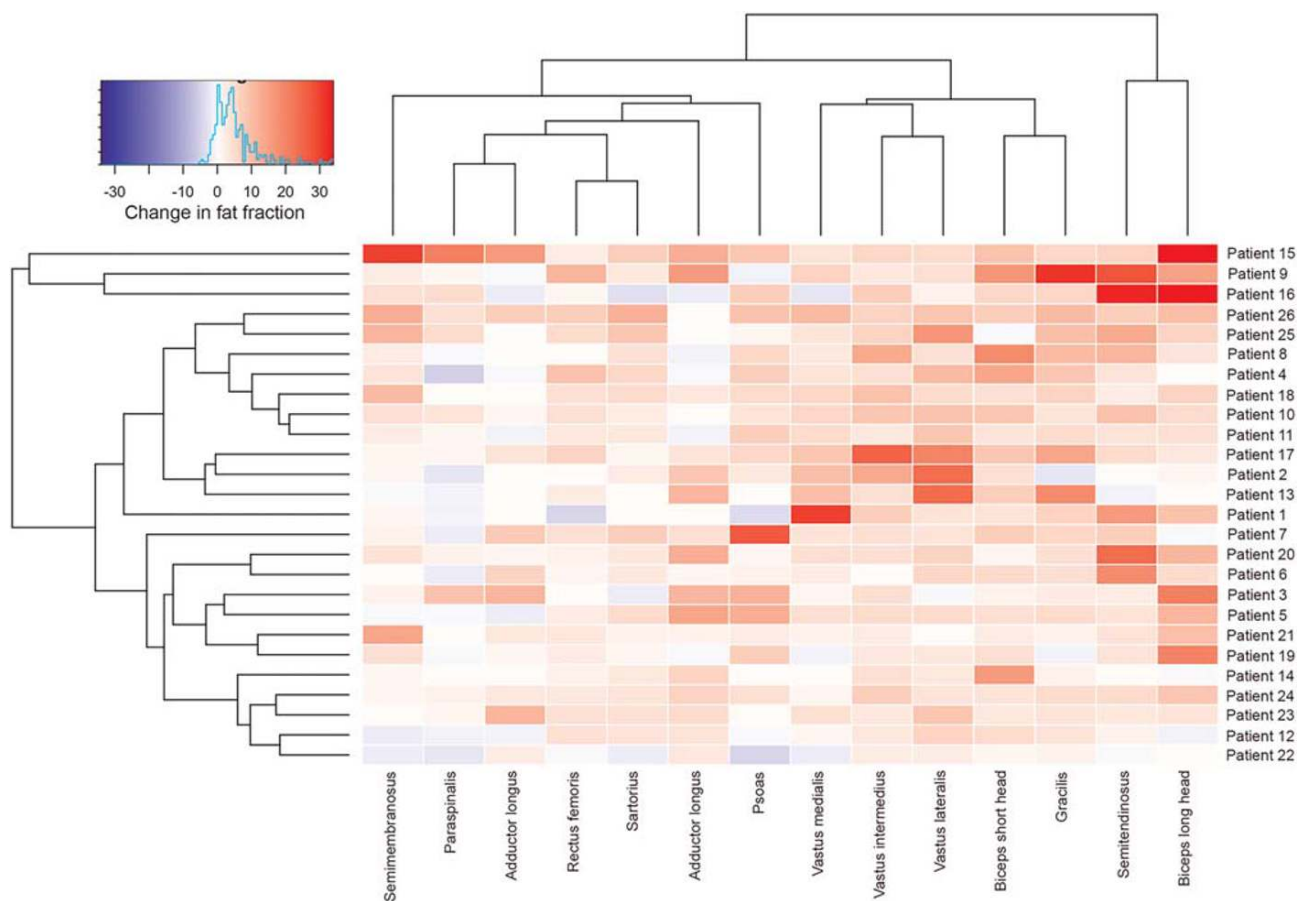 -30 -10 0 10 20 30
Change in fat fraction
Patient 15
Patient 9
Patient 16
Patient 26
Patient 25
Patient 8
Patient 4
Patient 18
Patient 10
Patient 11
Patient 17
Patient 2
Patient 13
Patient 1
Patient 7
Patient 20
Patient 6
Patient 3
Patient 5
Patient 21
Patient 19
Patient 14
Patient 24
Patient 23
Patient 12
Patient 22
Semimembranosus
Paraspinalis
Adductor longus
Rectus femoris
Sartorius
Adductor longus
Psoas
Vastus medialis
Vastus intermedius
Vastus lateralis
Biceps short head
Gracilis
Semitendinosus
Biceps long head